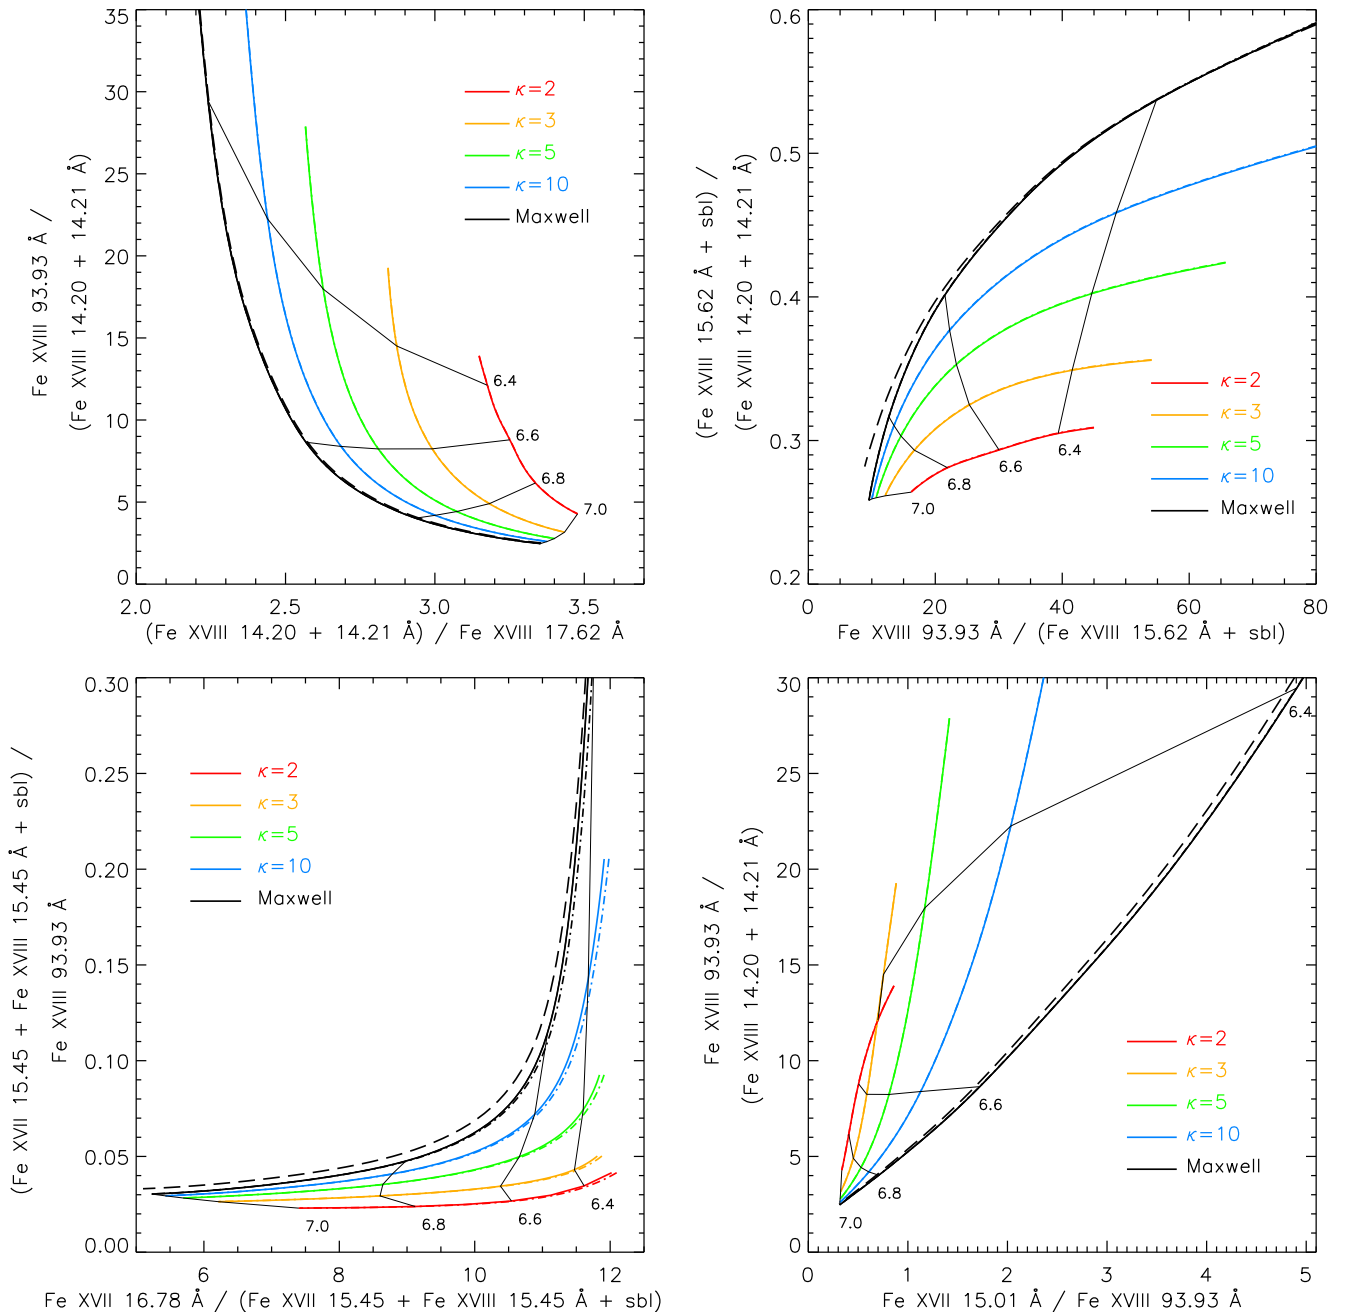 35
30
25
20
15
10
5
0
Fe XVIII 93.93 Å /
(Fe XVIII 14.20 + 14.21 Å)
κ=2
κ=3
κ=5
κ=10
Maxwell
6.4
6.6
6.8
7.0
2.0 2.5 3.0 3.5
(Fe XVIII 14.20 + 14.21 Å) / Fe XVIII 17.62 Å
0.6
0.5
0.4
0.3
0.2
(Fe XVIII 15.62 Å + sbl) /
(Fe XVIII 14.20 + 14.21 Å)
κ=2
κ=3
κ=5
κ=10
Maxwell
6.4
6.6
6.8
7.0
0 20 40 60 80
Fe XVIII 93.93 Å / (Fe XVIII 15.62 Å + sbl)
0.30
0.25
0.20
0.15
0.10
0.05
0.00
(Fe XVII 15.45 + Fe XVIII 15.45 Å + sbl) /
Fe XVIII 93.93 Å
κ=2
κ=3
κ=5
κ=10
Maxwell
7.0
6.8
6.6
6.4
6 8 10 12
Fe XVII 16.78 Å / (Fe XVII 15.45 + Fe XVIII 15.45 Å + sbl)
30
25
20
15
10
5
0
Fe XVIII 93.93 Å /
(Fe XVIII 14.20 + 14.21 Å)
6.4
κ=2
κ=3
κ=5
κ=10
Maxwell
6.6
6.8
7.0
0 1 2 3 4 5
Fe XVII 15.01 Å / Fe XVIII 93.93 Å